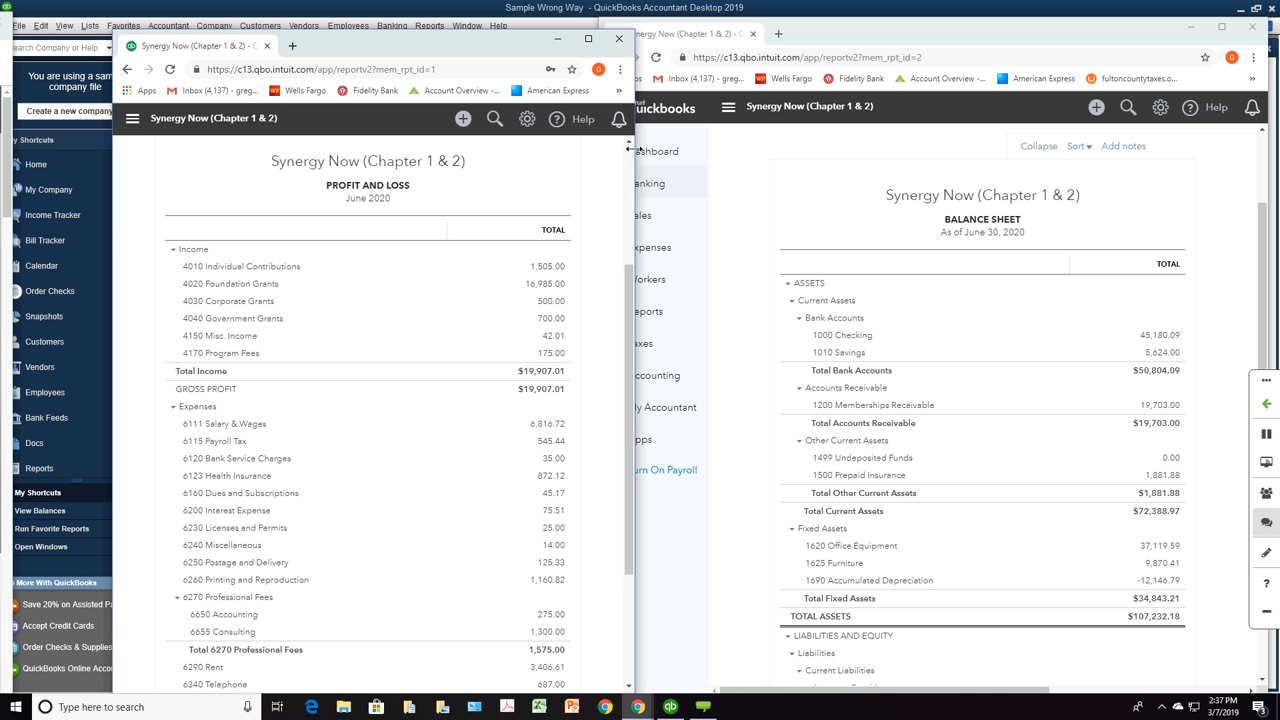 Sample Wrong Way - QuickBooks Accountant Desktop 2019
File Edit View Lists Favorites Accountant Company Customers Vendors Employees Banking Reports Window Help
earch Company or Help
You are using a sam
company file
Create a new company
y Shortcuts
Home
My Company
Income Tracker
Bill Tracker
Calendar
Order Checks
Snapshots
Customers
Vendors
Employees
Bank Feeds
Docs
Reports
My Shortcuts
View Balances
Run Favorite Reports
Open Windows
More With QuickBooks
Save 20% on Assisted Pa
Accept Credit Cards
Order Checks & Supplies
QuickBooks Online Accou
Synergy Now (Chapter 1 & 2) - C
https://c13.qbo.intuit.com/app/reportv2?mem_rpt_id=1
G
Apps Inbox (4,137) - greg... Wells Fargo Fidelity Bank Account Overview -... American Express
Synergy Now (Chapter 1 & 2) Help
Synergy Now (Chapter 1 & 2)
PROFIT AND LOSS
June 2020
TOTAL
Income
4010 Individual Contributions 1,505.00
4020 Foundation Grants 16,985.00
4030 Corporate Grants 500.00
4040 Government Grants 700.00
4150 Misc. Income 42.01
4170 Program Fees 175.00
Total Income $19,907.01
GROSS PROFIT $19,907.01
Expenses
6111 Salary & Wages 6,816.72
6115 Payroll Tax 545.44
6120 Bank Service Charges 35.00
6123 Health Insurance 872.12
6160 Dues and Subscriptions 45.17
6200 Interest Expense 75.51
6230 Licenses and Permits 25.00
6240 Miscellaneous 14.00
6250 Postage and Delivery 125.33
6260 Printing and Reproduction 1,160.82
6270 Professional Fees
6650 Accounting 275.00
6655 Consulting 1,300.00
Total 6270 Professional Fees 1,575.00
6290 Rent 3,406.61
6340 Telephone 687.00
ynergy Now (Chapter 1 & 2) - C
https://c13.qbo.intuit.com/app/reportv2?mem_rpt_id=2
G
Inbox (4,137) - greg... Wells Fargo Fidelity Bank Account Overview -... American Express fultoncountytaxes.o...
uickbooks
Synergy Now (Chapter 1 & 2) Help
ashboard
anking
ales
xpenses
orkers
eports
axes
ccounting
y Accountant
pps
urn On Payroll
Collapse Sort Add notes
Synergy Now (Chapter 1 & 2)
BALANCE SHEET
As of June 30, 2020
TOTAL
ASSETS
Current Assets
Bank Accounts
1000 Checking 45,180.09
1010 Savings 5,624.00
Total Bank Accounts $50,804.09
Accounts Receivable
1200 Memberships Receivable 19,703.00
Total Accounts Receivable $19,703.00
Other Current Assets
1499 Undeposited Funds 0.00
1500 Prepaid Insurance 1,881.88
Total Other Current Assets $1,881.88
Total Current Assets $72,388.97
Fixed Assets
1620 Office Equipment 37,119.59
1625 Furniture 9,870.41
1690 Accumulated Depreciation -12,146.79
Total Fixed Assets $34,843.21
TOTAL ASSETS $107,232.18
LIABILITIES AND EQUITY
Liabilities
Current Liabilities
Type here to search
2:37 PM
3/7/2019